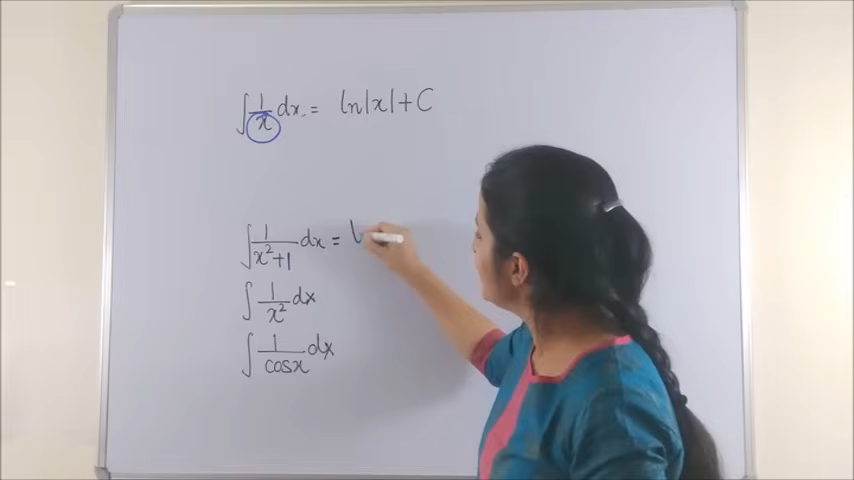 ∫ 1/x dx = ln|x| + C
∫ 1/(x²+1) dx = l
∫ 1/x² dx
∫ 1/cosx dx